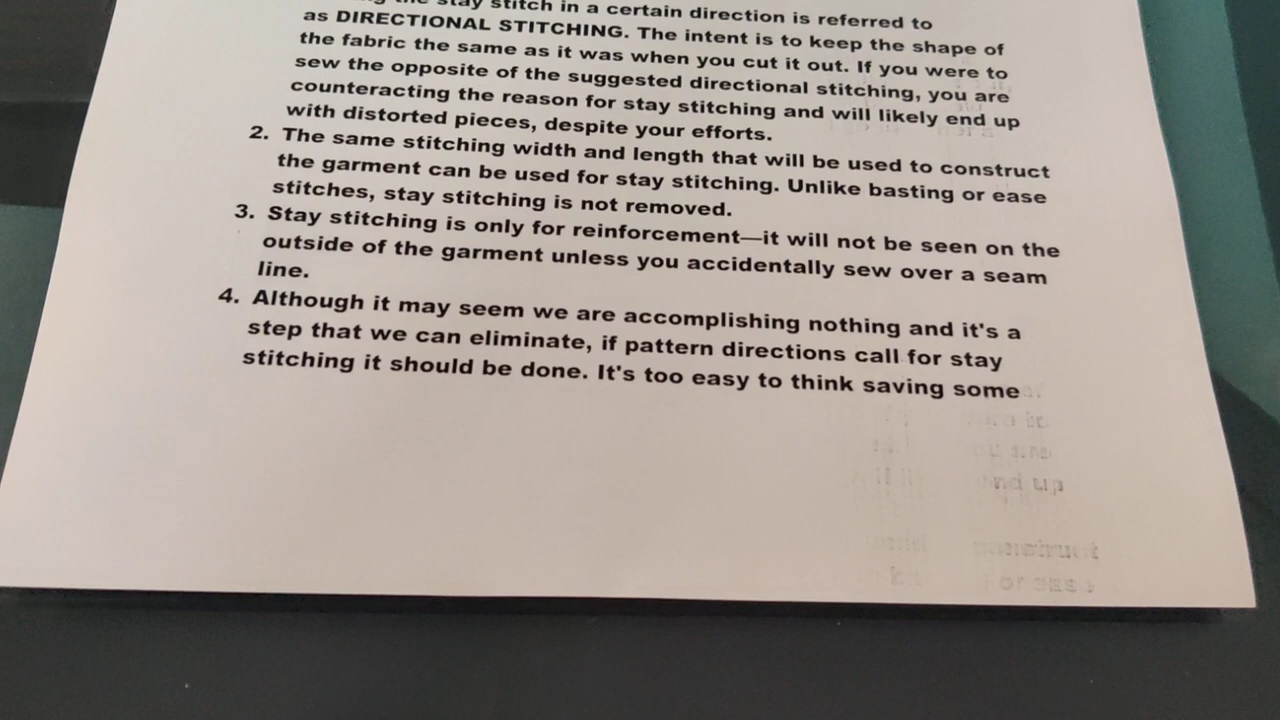 stay stitch in a certain direction is referred to
as DIRECTIONAL STITCHING. The intent is to keep the shape of
the fabric the same as it was when you cut it out. If you were to
sew the opposite of the suggested directional stitching, you are
counteracting the reason for stay stitching and will likely end up
with distorted pieces, despite your efforts.
2. The same stitching width and length that will be used to construct
the garment can be used for stay stitching. Unlike basting or ease
stitches, stay stitching is not removed.
3. Stay stitching is only for reinforcement—it will not be seen on the
outside of the garment unless you accidentally sew over a seam
line.
4. Although it may seem we are accomplishing nothing and it's a
step that we can eliminate, if pattern directions call for stay
stitching it should be done. It's too easy to think saving some
nd up